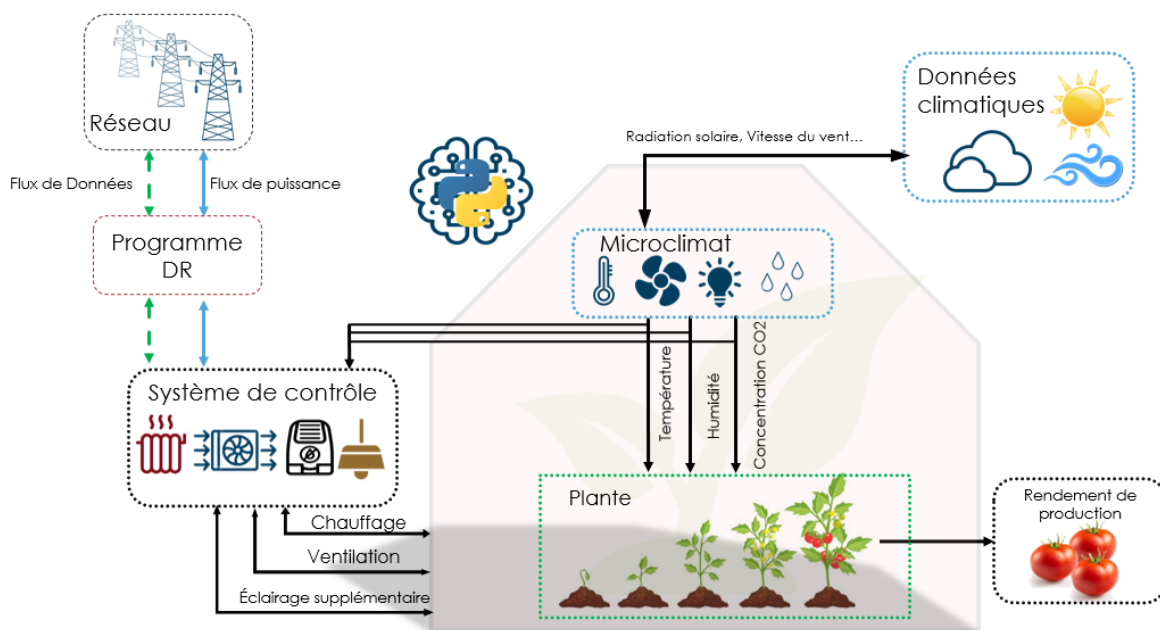 Réseau
Données
climatiques
Radiation solaire, Vitesse du vent...
Flux de Données
Flux de puissance
Programme
DR
Microclimat
Système de contrôle
Température
Humidité
Concentration CO2
Plante
Rendement de
production
Chauffage
Ventilation
Éclairage supplémentaire